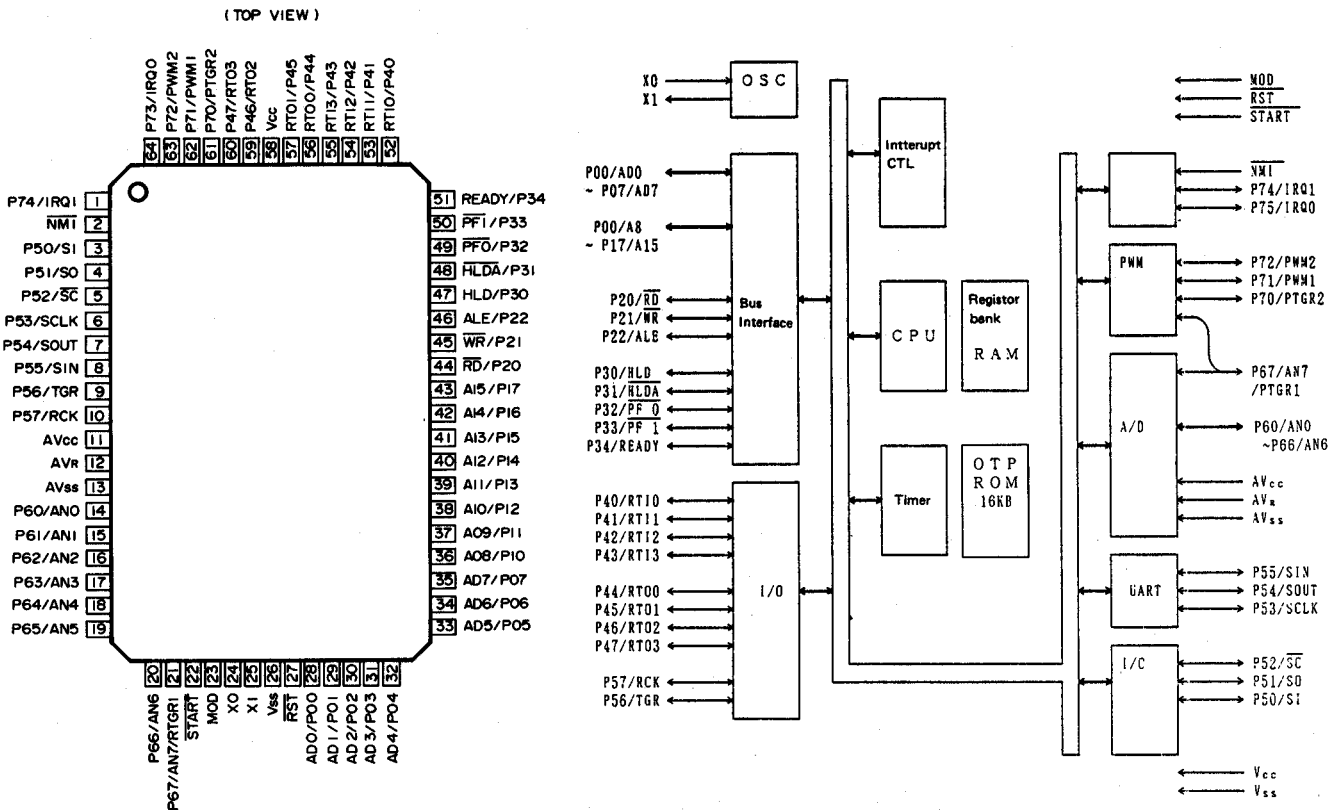 (TOP VIEW)
P73/IRQ0
P72/PWM2
P71/PWM1
P70/PTGR2
P47/RTO3
P46/RTO2
Vcc
RTO1/P45
RTO0/P44
RTI3/P43
RTI2/P42
RTI1/P41
RTI0/P40
64 63 62 61 60 59 58 57 56 55 54 53 52
P74/IRQ1 1
NMI 2
P50/SI 3
P51/SO 4
P52/SC 5
P53/SCLK 6
P54/SOUT 7
P55/SIN 8
P56/TGR 9
P57/RCK 10
AVcc 11
AVR 12
AVss 13
P60/AN0 14
P61/AN1 15
P62/AN2 16
P63/AN3 17
P64/AN4 18
P65/AN5 19
51 READY/P34
50 PF1/P33
49 PF0/P32
48 HLDA/P31
47 HLD/P30
46 ALE/P22
45 WR/P21
44 RD/P20
43 A15/P17
42 A14/P16
41 A13/P15
40 A12/P14
39 A11/P13
38 A10/P12
37 A09/P11
36 A08/P10
35 AD7/P07
34 AD6/P06
33 AD5/P05
20 21 22 23 24 25 26 27 28 29 30 31 32
P66/AN6
P67/AN7/RTGR1
START
MOD
X0
X1
Vss
RST
AD0/P00
AD1/P01
AD2/P02
AD3/P03
AD4/P04
X0
X1
OSC
P00/AD0
~ P07/AD7
P00/A8
~ P17/A15
P20/RD
P21/WR
P22/ALE
P30/HLD
P31/HLDA
P32/PF 0
P33/PF 1
P34/READY
Bus
Interface
P40/RTI0
P41/RTI1
P42/RTI2
P43/RTI3
P44/RTO0
P45/RTO1
P46/RTO2
P47/RTO3
P57/RCK
P56/TGR
I/O
Intterupt
CTL
CPU
Registor
bank
RAM
Timer
OTP
ROM
16KB
MOD
RST
START
NMI
P74/IRQ1
P75/IRQ0
PWM
P72/PWM2
P71/PWM1
P70/PTGR2
P67/AN7
/PTGR1
A/D
P60/AN0
~P66/AN6
AVcc
AVR
AVss
UART
P55/SIN
P54/SOUT
P53/SCLK
I/C
P52/SC
P51/SO
P50/SI
Vcc
Vss